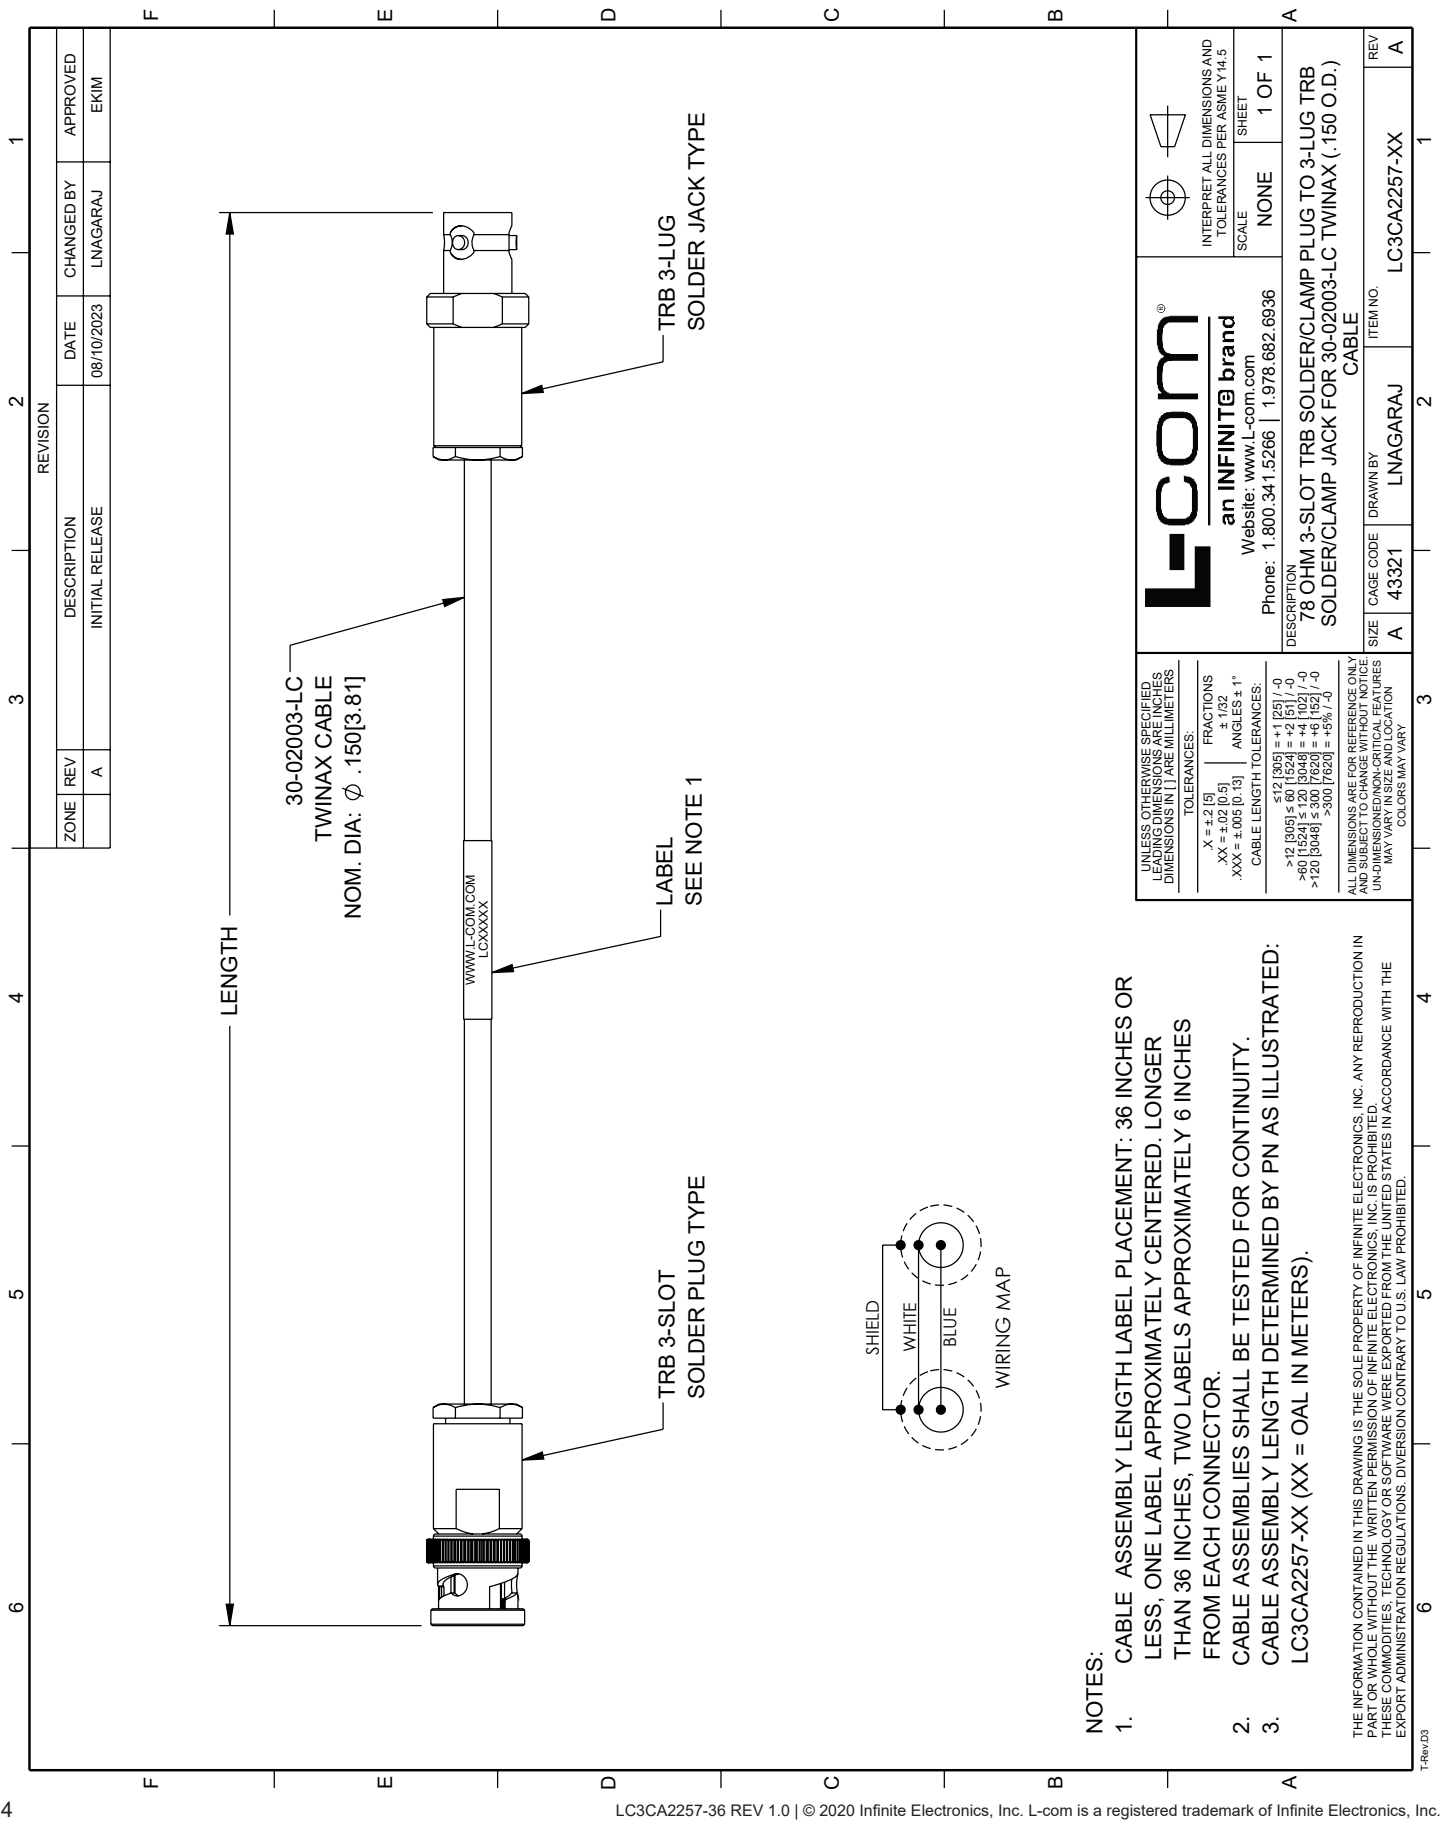 6 5 4 3 2 1
F E D C B A
REVISION
ZONE REV DESCRIPTION DATE CHANGED BY APPROVED
A INITIAL RELEASE 08/10/2023 LNAGARAJ EKIM
LENGTH
30-02003-LC
TWINAX CABLE
NOM. DIA: Ø .150[3.81]
WWW.L-COM.COM
LCXXXXX
TRB 3-SLOT
SOLDER PLUG TYPE
LABEL
SEE NOTE 1
TRB 3-LUG
SOLDER JACK TYPE
SHIELD
WHITE
BLUE
WIRING MAP
NOTES:
1. CABLE ASSEMBLY LENGTH LABEL PLACEMENT: 36 INCHES OR
LESS, ONE LABEL APPROXIMATELY CENTERED. LONGER
THAN 36 INCHES, TWO LABELS APPROXIMATELY 6 INCHES
FROM EACH CONNECTOR.
2. CABLE ASSEMBLIES SHALL BE TESTED FOR CONTINUITY.
3. CABLE ASSEMBLY LENGTH DETERMINED BY PN AS ILLUSTRATED:
LC3CA2257-XX (XX = OAL IN METERS).
THE INFORMATION CONTAINED IN THIS DRAWING IS THE SOLE PROPERTY OF INFINITE ELECTRONICS, INC. ANY REPRODUCTION IN
PART OR WHOLE WITHOUT THE WRITTEN PERMISSION OF INFINITE ELECTRONICS, INC. IS PROHIBITED.
THESE COMMODITIES, TECHNOLOGY OR SOFTWARE WERE EXPORTED FROM THE UNITED STATES IN ACCORDANCE WITH THE
EXPORT ADMINISTRATION REGULATIONS. DIVERSION CONTRARY TO U.S. LAW PROHIBITED.
UNLESS OTHERWISE SPECIFIED
LEADING DIMENSIONS ARE INCHES
DIMENSIONS IN [ ] ARE MILLIMETERS
TOLERANCES:
.X = ±.2 [5] FRACTIONS
.XX = ±.02 [0.5] ± 1/32
.XXX = ±.005 [0.13] ANGLES ± 1°
CABLE LENGTH TOLERANCES:
≤12 [305] = +1 [25] / -0
>12 [305] ≤ 60 [1524] = +2 [51] / -0
>60 [1524] ≤ 120 [3048] = +4 [102] / -0
>120 [3048] ≤ 300 [7620] = +6 [152] / -0
>300 [7620] = +5% / -0
ALL DIMENSIONS ARE FOR REFERENCE ONLY
AND SUBJECT TO CHANGE WITHOUT NOTICE.
UN-DIMENSIONED/NON-CRITICAL FEATURES
MAY VARY IN SIZE AND LOCATION
COLORS MAY VARY
L-com®
an INFINITE brand
Website: www.L-com.com
Phone: 1.800.341.5266 | 1.978.682.6936
INTERPRET ALL DIMENSIONS AND
TOLERANCES PER ASME Y14.5
SCALE SHEET
NONE 1 OF 1
DESCRIPTION
78 OHM 3-SLOT TRB SOLDER/CLAMP PLUG TO 3-LUG TRB
SOLDER/CLAMP JACK FOR 30-02003-LC TWINAX (.150 O.D.)
CABLE
SIZE CAGE CODE DRAWN BY ITEM NO. REV
A 43321 LNAGARAJ LC3CA2257-XX A
F E D C B A
6 5 4 3 2 1
T-Rev.D3
4
LC3CA2257-36 REV 1.0 | © 2020 Infinite Electronics, Inc. L-com is a registered trademark of Infinite Electronics, Inc.